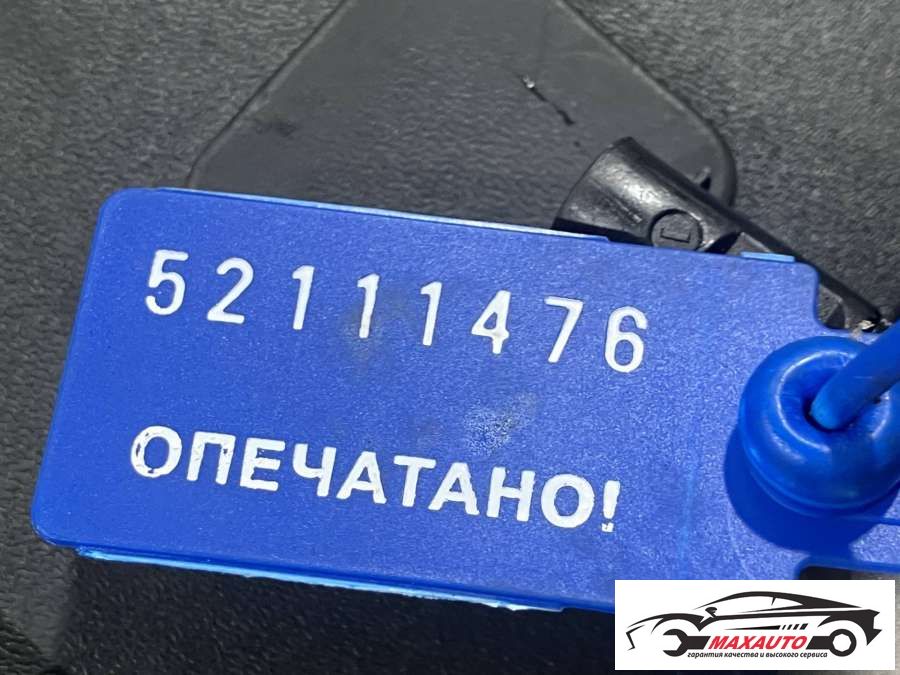 52111476
ОПЕЧАТАНО!
L
MAXAUTO
гарантия качества и высокого сервиса